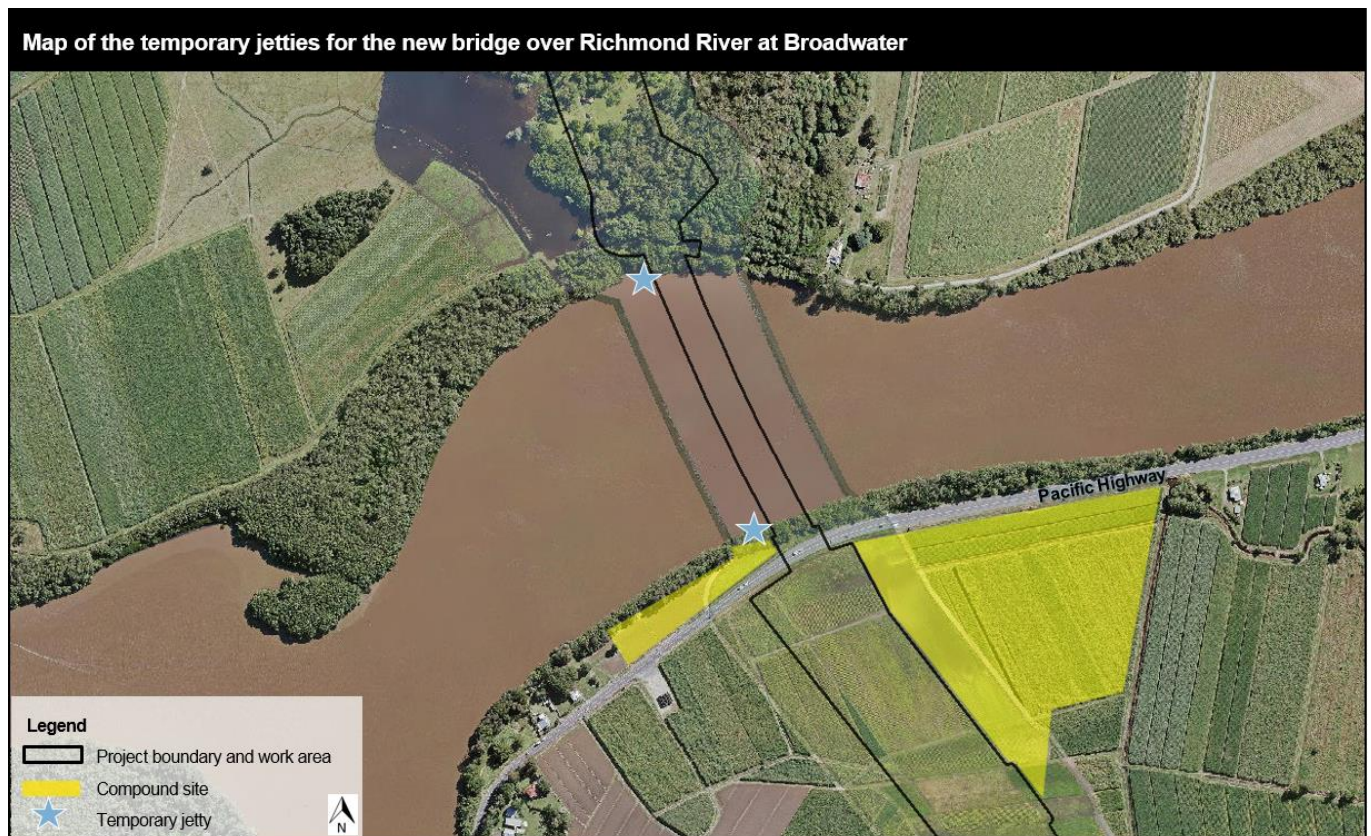 Map of the temporary jetties for the new bridge over Richmond River at Broadwater
Pacific Highway
Legend
Project boundary and work area
Compound site
Temporary jetty
N